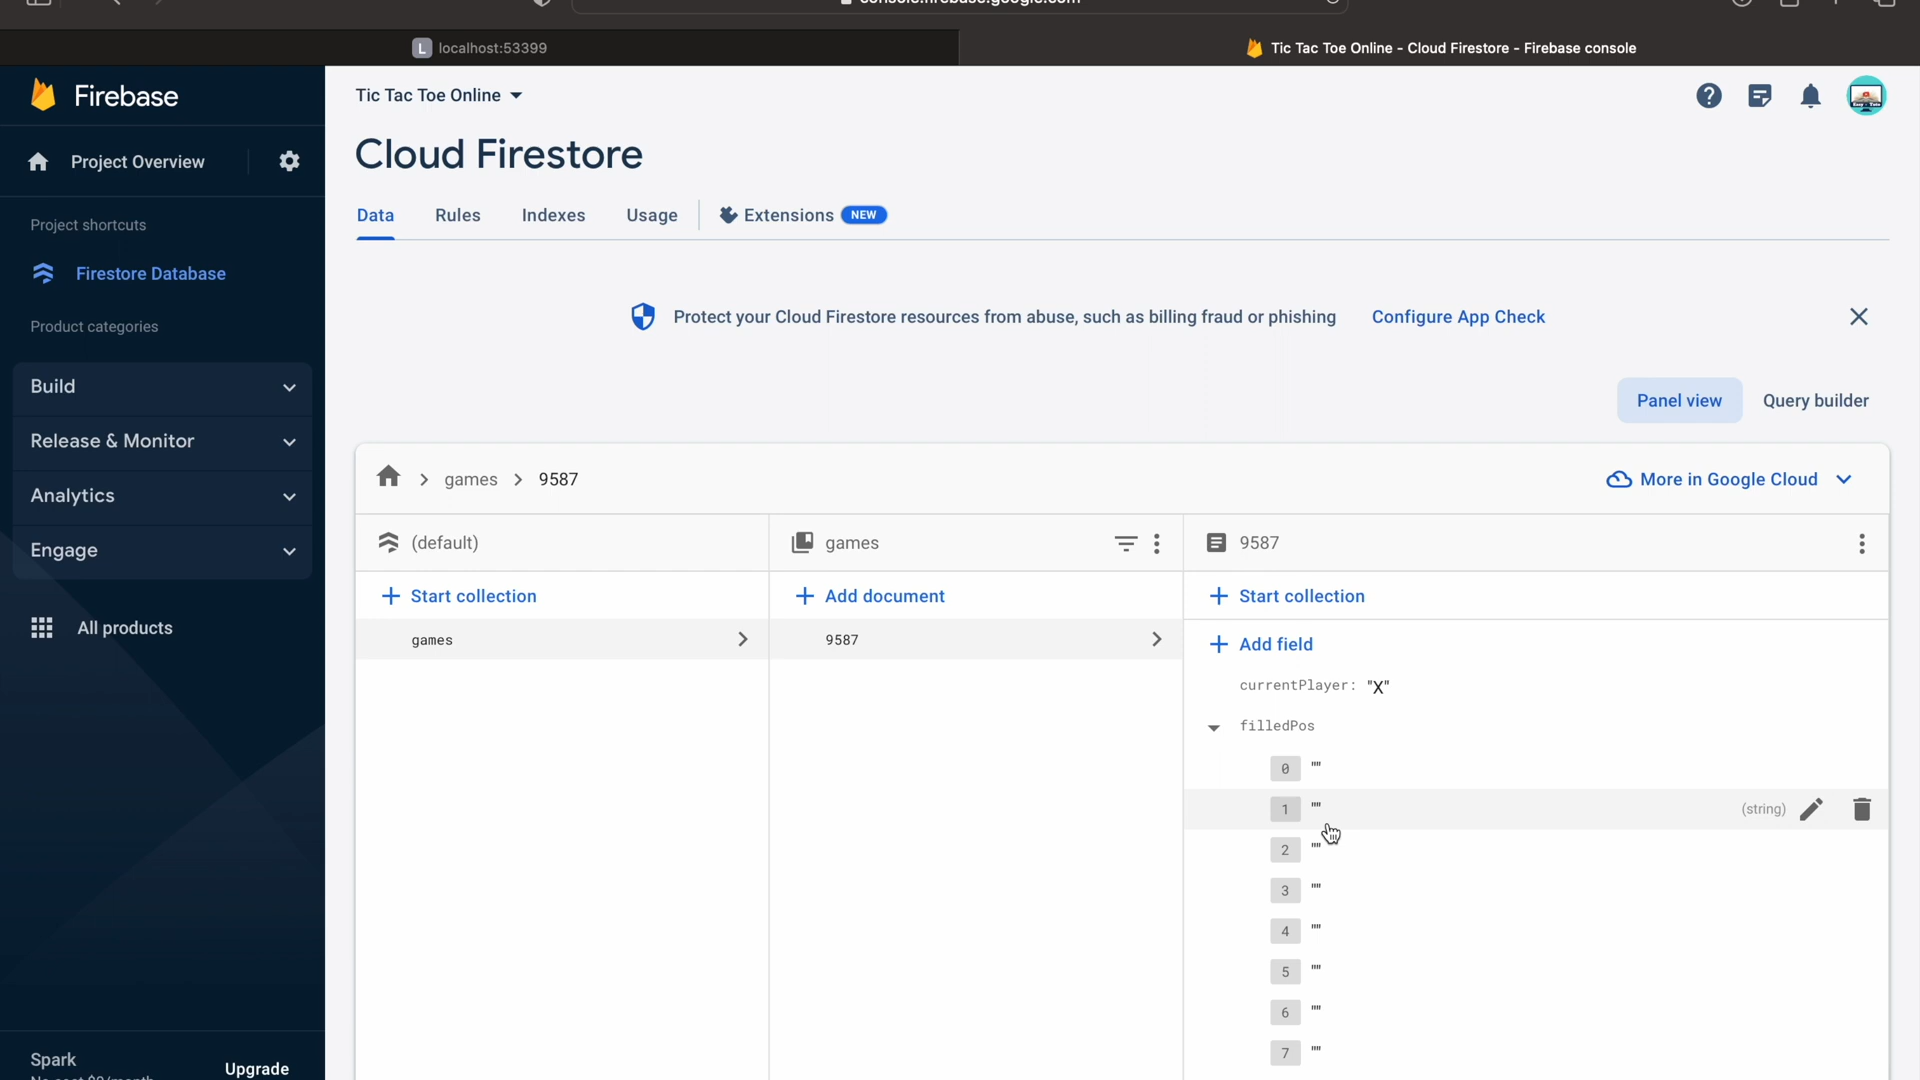 localhost:53399
Tic Tac Toe Online - Cloud Firestore - Firebase console
Firebase
Project Overview
Project shortcuts
Firestore Database
Product categories
Build
Release & Monitor
Analytics
Engage
All products
Spark
Upgrade
Tic Tac Toe Online
Cloud Firestore
Data
Rules
Indexes
Usage
Extensions NEW
Protect your Cloud Firestore resources from abuse, such as billing fraud or phishing
Configure App Check
Panel view
Query builder
games
9587
More in Google Cloud
(default)
games
9587
+ Start collection
+ Add document
+ Start collection
games
9587
+ Add field
currentPlayer: "X"
filledPos
0 ""
1 "" (string)
2 ""
3 ""
4 ""
5 ""
6 ""
7 ""